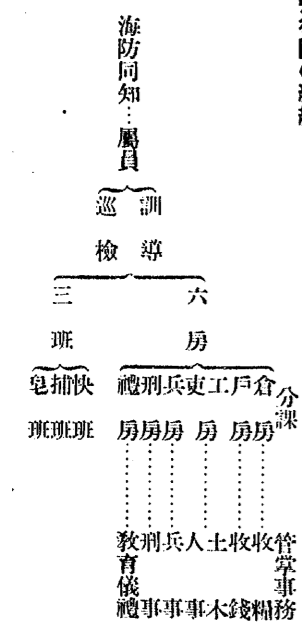 海防同知…屬員
訓導
巡檢
六房
三班
分課 管掌事務
倉房………收糧
戶房………收錢
工房………土木
吏房………人事
兵房………兵事
刑房………刑事
禮房………教育儀禮
快班
捕班
皂班